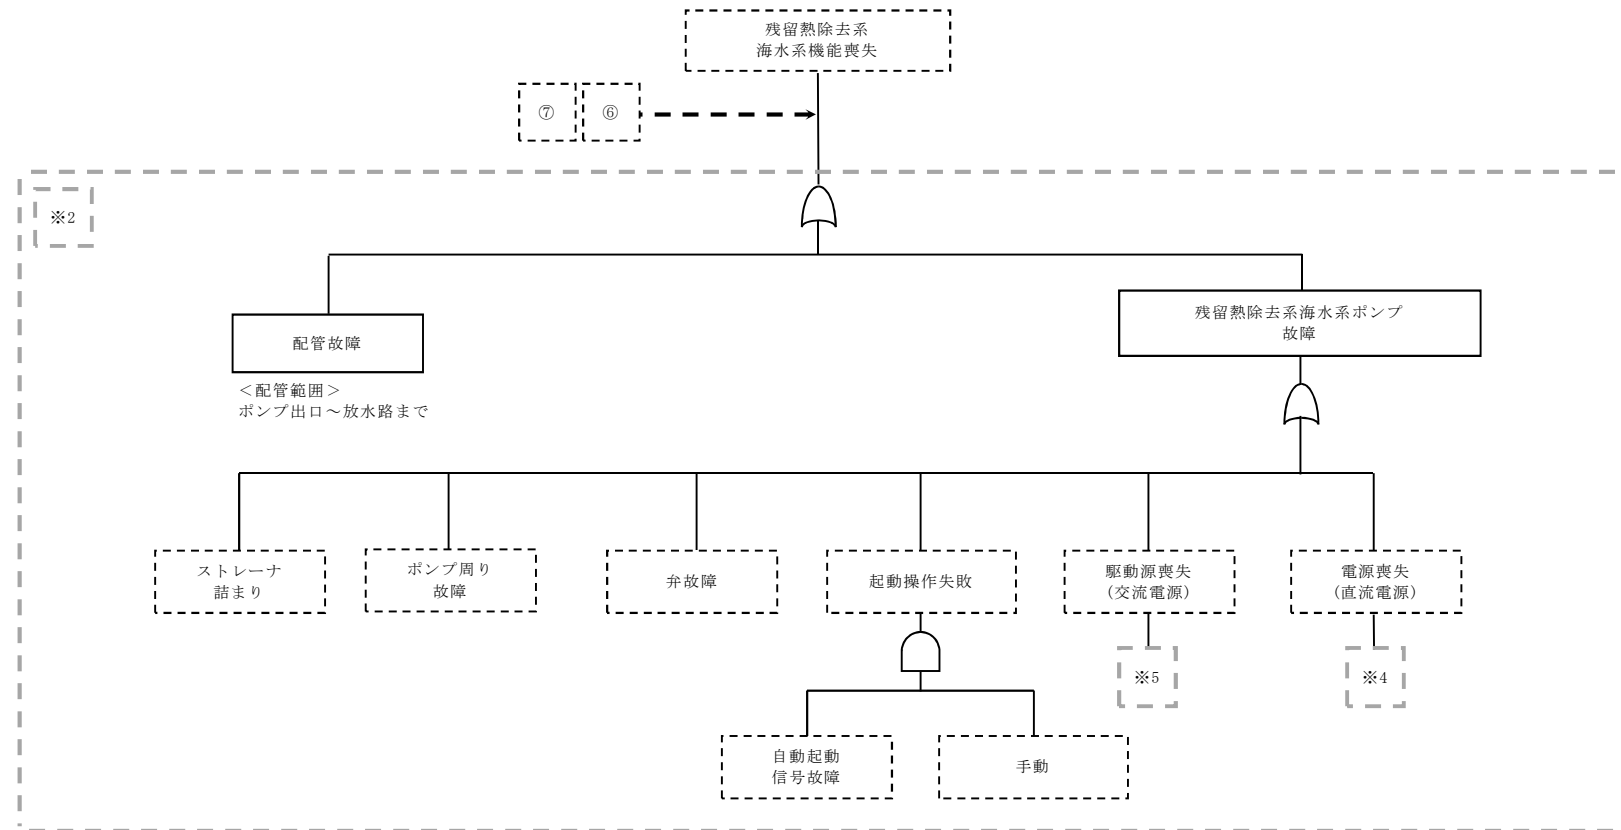 残留熱除去系
海水系機能喪失
⑦
⑥
※2
残留熱除去系海水系ポンプ
故障
配管故障
＜配管範囲＞
ポンプ出口～放水路まで
ストレーナ
詰まり
ポンプ周り
故障
弁故障
起動操作失敗
駆動源喪失
(交流電源)
電源喪失
(直流電源)
※5
※4
自動起動
信号故障
手動